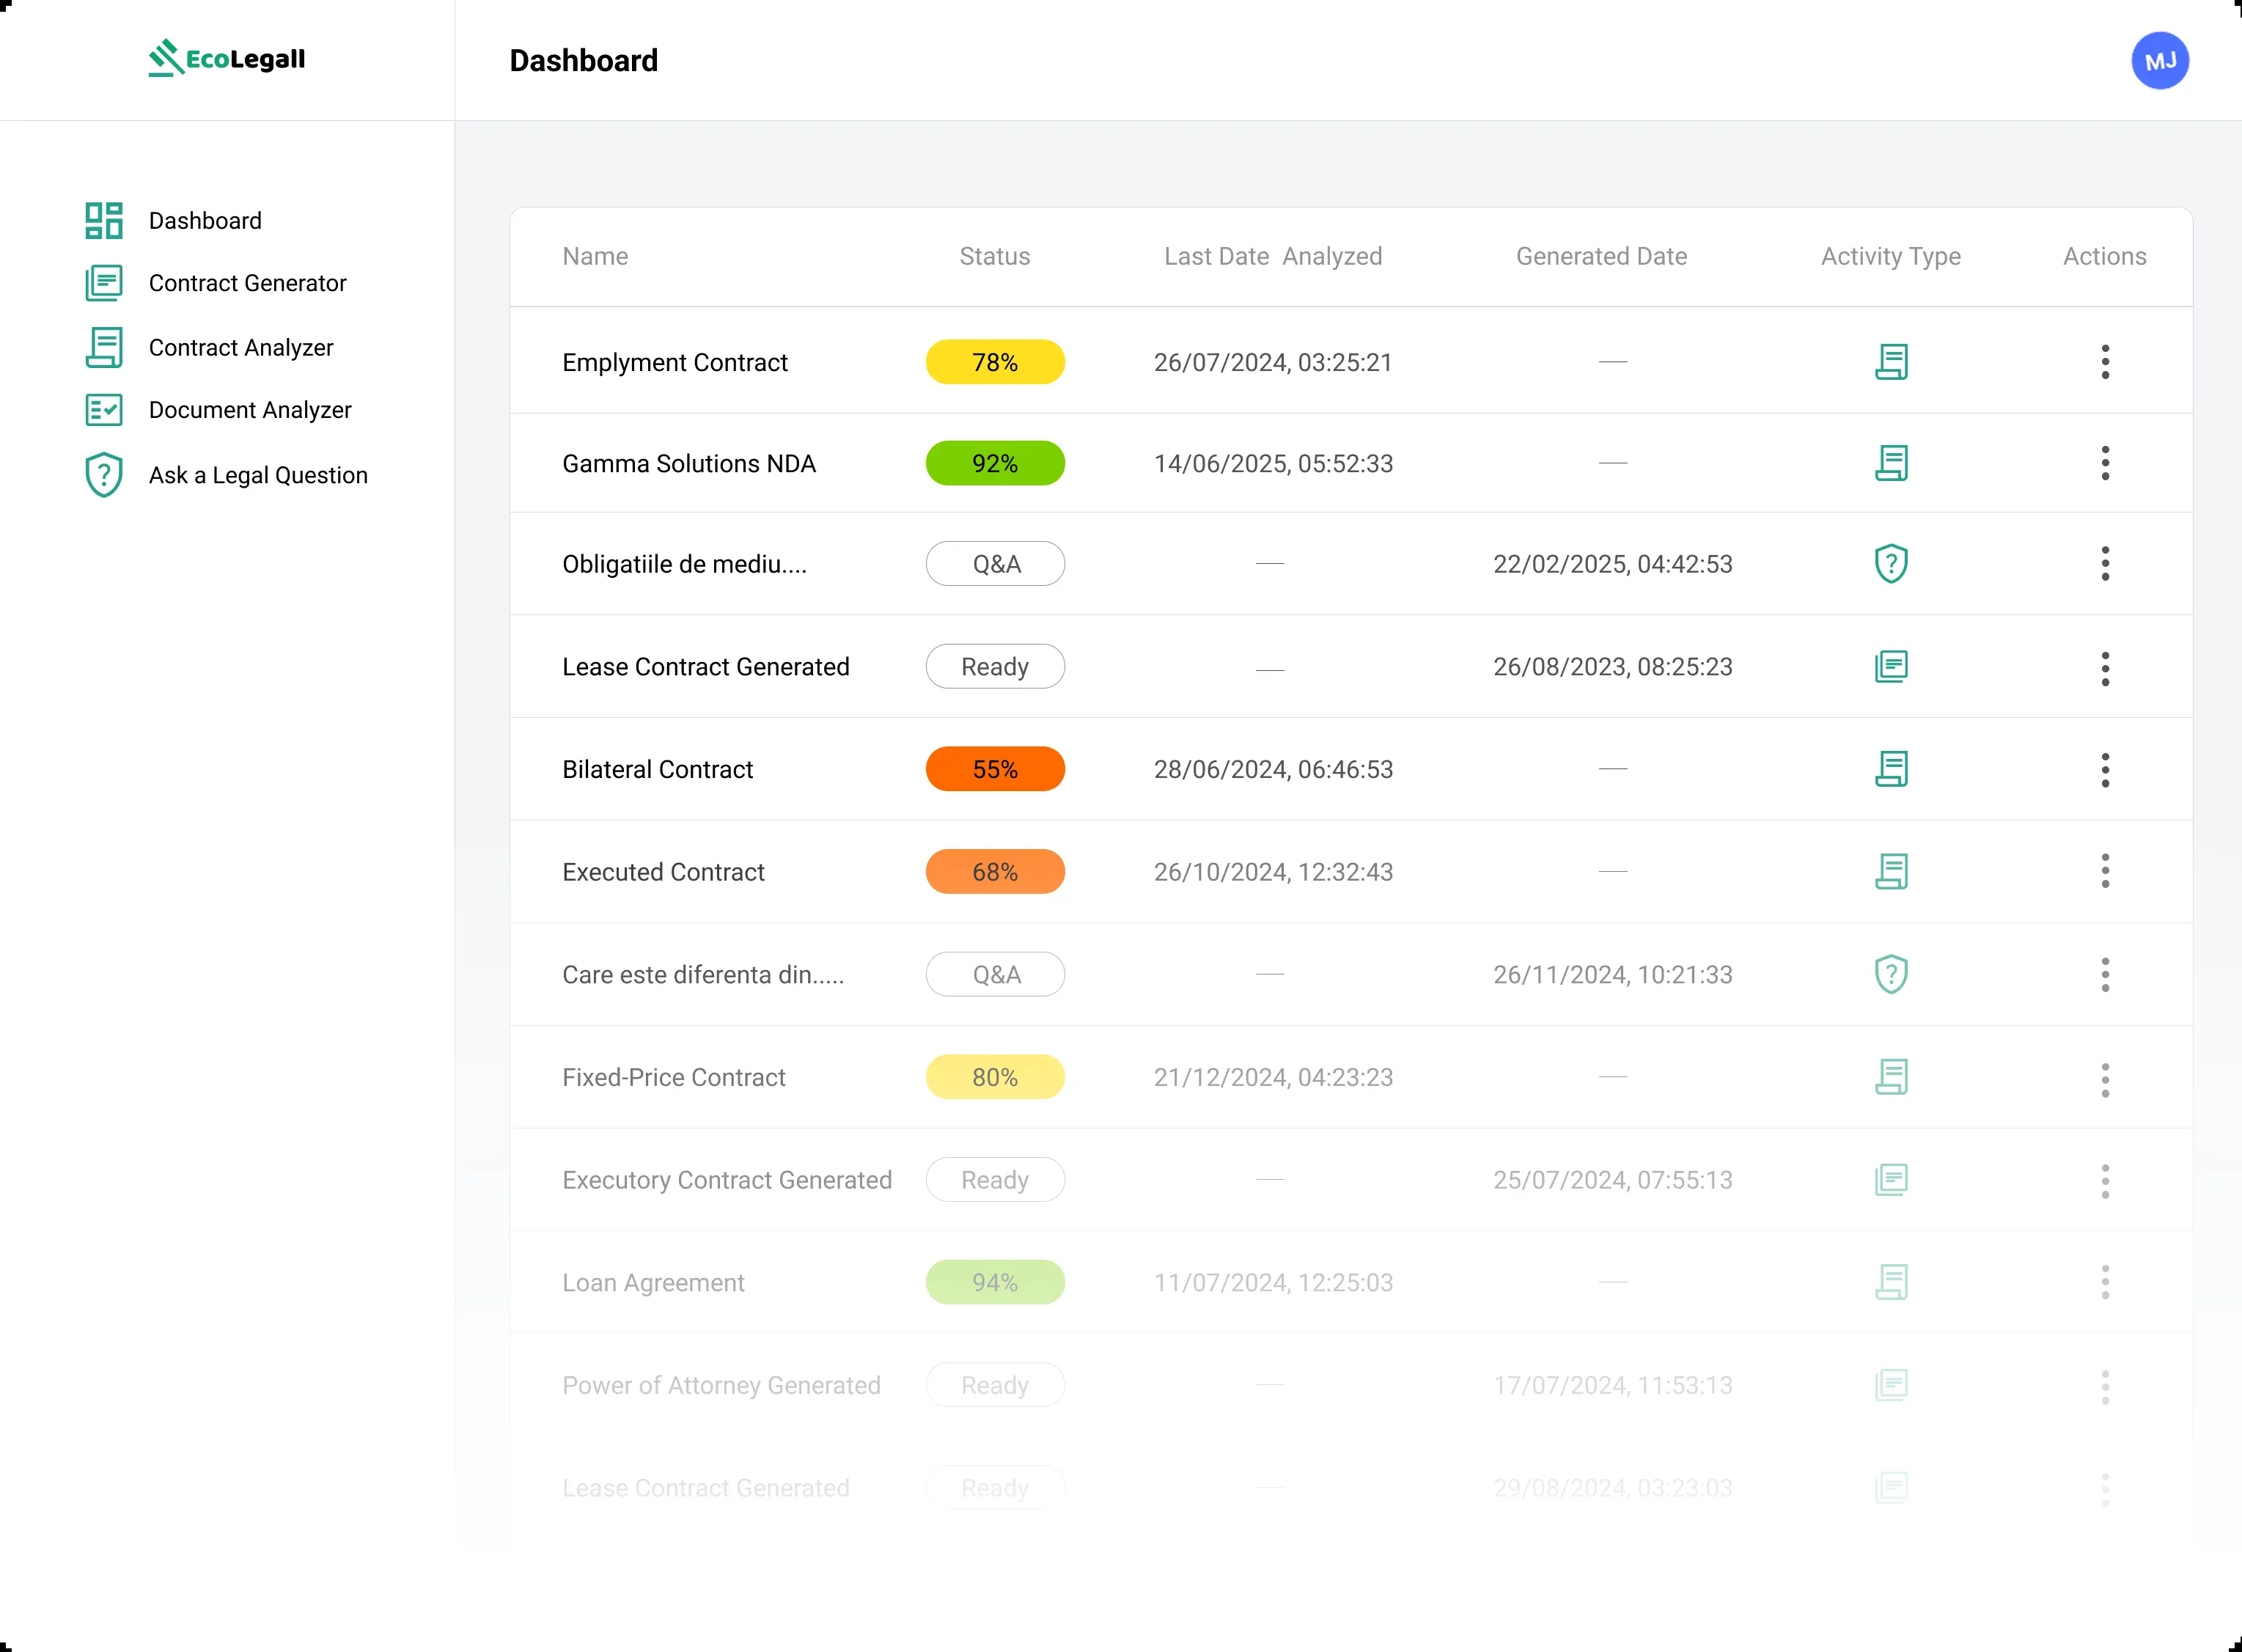 EcoLegall
Dashboard
MJ
Dashboard
Contract Generator
Contract Analyzer
Document Analyzer
Ask a Legal Question
Name Status Last Date Analyzed Generated Date Activity Type Actions
Emplyment Contract 78% 26/07/2024, 03:25:21 —
Gamma Solutions NDA 92% 14/06/2025, 05:52:33 —
Obligatiile de mediu.... Q&A — 22/02/2025, 04:42:53
Lease Contract Generated Ready — 26/08/2023, 08:25:23
Bilateral Contract 55% 28/06/2024, 06:46:53 —
Executed Contract 68% 26/10/2024, 12:32:43 —
Care este diferenta din..... Q&A — 26/11/2024, 10:21:33
Fixed-Price Contract 80% 21/12/2024, 04:23:23 —
Executory Contract Generated Ready — 25/07/2024, 07:55:13
Loan Agreement 94% 11/07/2024, 12:25:03 —
Power of Attorney Generated Ready — 17/07/2024, 11:53:13
Lease Contract Generated Ready — 29/08/2024, 03:23:03